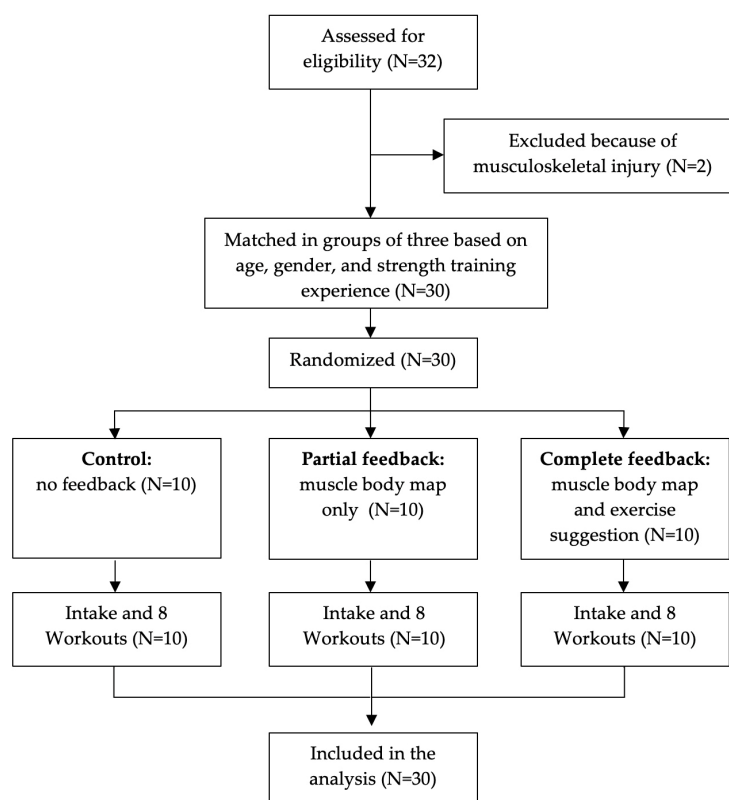 Assessed for
eligibility (N=32)
Excluded because of
musculoskeletal injury (N=2)
Matched in groups of three based on
age, gender, and strength training
experience (N=30)
Randomized (N=30)
Control:
no feedback (N=10)
Partial feedback:
muscle body map
only (N=10)
Complete feedback:
muscle body map
and exercise
suggestion (N=10)
Intake and 8
Workouts (N=10)
Intake and 8
Workouts (N=10)
Intake and 8
Workouts (N=10)
Included in the
analysis (N=30)